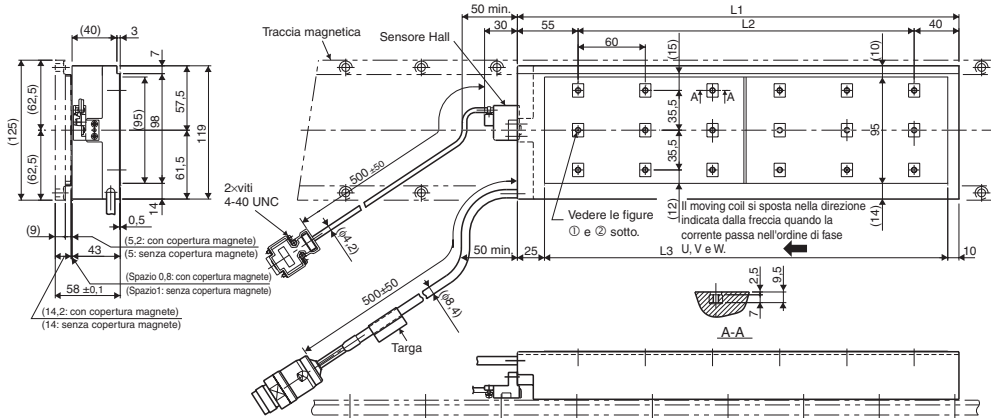 50 min.
L1
(40)
3
Traccia magnetica
30
55
L2
40
7
Sensore Hall
60
(15)
(10)
A
A
(62,5)
57,5
35,5
(125)
(95)
98
119
95
(62,5)
61,5
35,5
500 ±50
2×viti
4-40 UNC
14
(12)
(14)
0,5
Vedere le figure
① e ② sotto.
Il moving coil si sposta nella direzione
indicata dalla freccia quando la
corrente passa nell'ordine di fase
U, V e W.
(9)
(5,2: con copertura magnete)
(5: senza copertura magnete)
43
(φ4,2)
50 min.
25
L3
10
(Spazio 0,8: con copertura magnete)
(Spazio1: senza copertura magnete)
58 ±0,1
500±50
(φ8,4)
2,5
9,5
7
(14,2: con copertura magnete)
(14: senza copertura magnete)
A-A
Targa